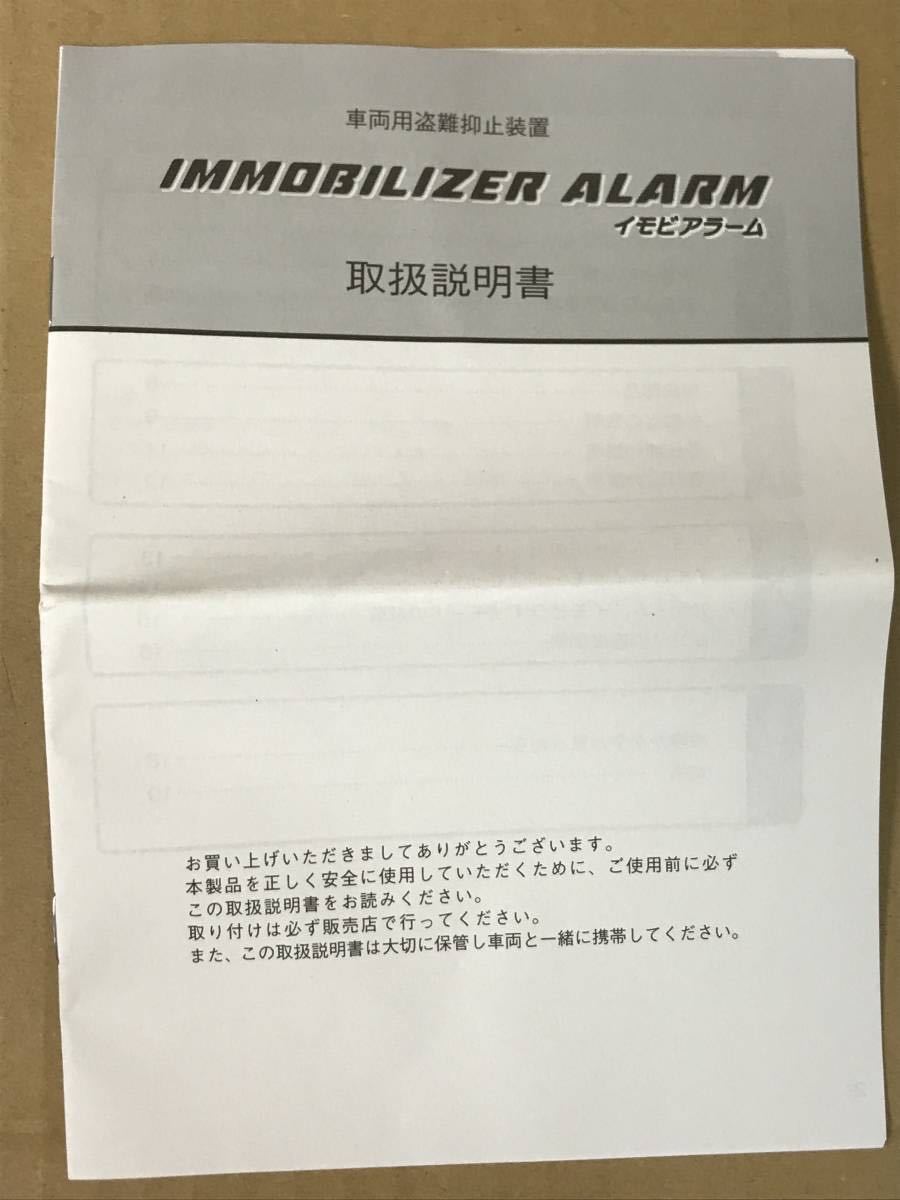 車両用盗難抑止装置
IMMOBILIZER ALARM
イモビアラーム
取扱説明書
お買い上げいただきましてありがとうございます。
本製品を正しく安全に使用していただくために、ご使用前に必ず
この取扱説明書をお読みください。
取り付けは必ず販売店で行ってください。
また、この取扱説明書は大切に保管し車両と一緒に携帯してください。